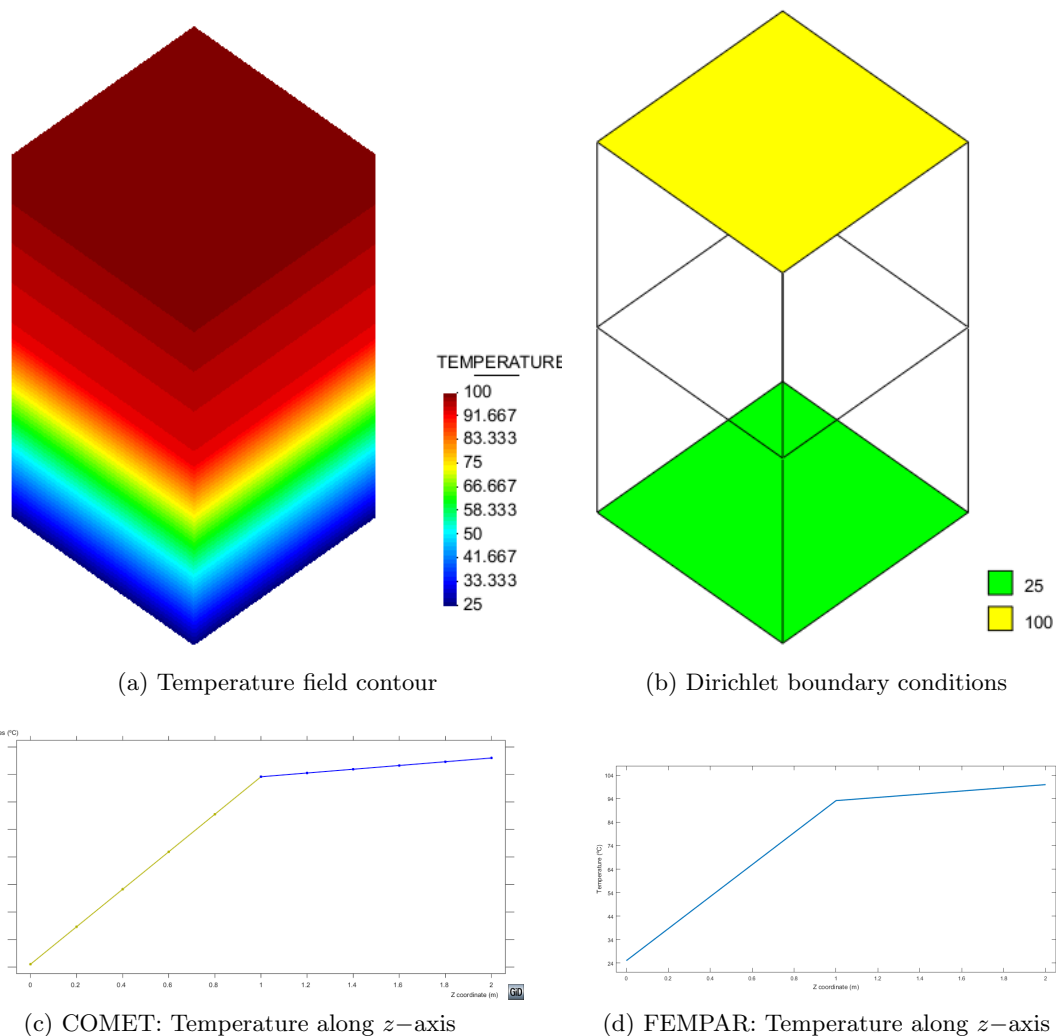 TEMPERATURE
100
91.667
83.333
75
66.667
58.333
50
41.667
33.333
25
25
100
(a) Temperature field contour
(b) Dirichlet boundary conditions
es (ºC)
0 0.2 0.4 0.6 0.8 1 1.2 1.4 1.6 1.8 2
Z coordinate (m)
GiD
(c) COMET: Temperature along z−axis
Temperature (ºC)
104
94
84
74
64
54
44
34
24
0 0.2 0.4 0.6 0.8 1 1.2 1.4 1.6 1.8 2
Z coordinate (m)
(d) FEMPAR: Temperature along z−axis